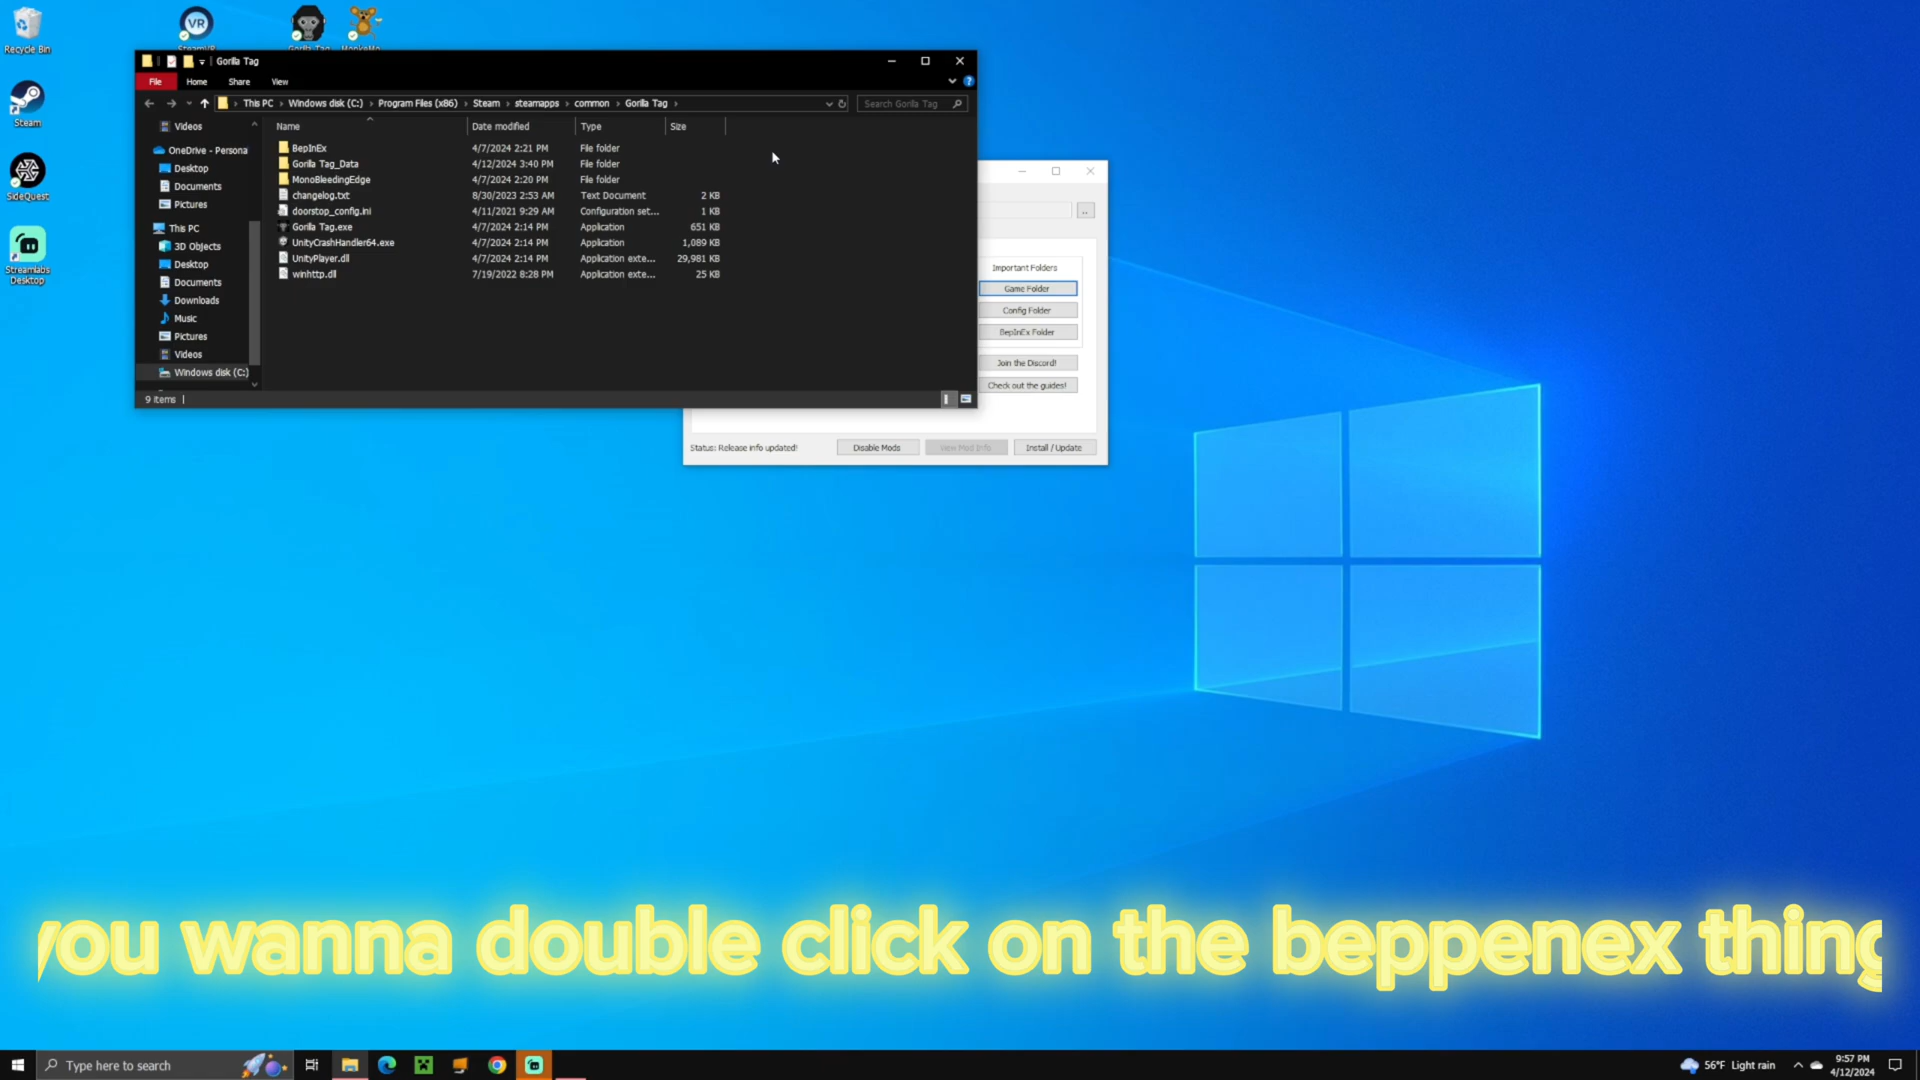 Recycle Bin
SteamVR
Gorilla Tag
MonkeMo
Steam
SideQuest
Streamlabs
Desktop
Gorilla Tag
File
Home
Share
View
This PC > Windows disk (C:) > Program Files (x86) > Steam > steamapps > common > Gorilla Tag >
Search Gorilla Tag
Name
Date modified
Type
Size
Videos
OneDrive - Persona
Desktop
Documents
Pictures
This PC
3D Objects
Desktop
Documents
Downloads
Music
Pictures
Videos
Windows disk (C:)
BepInEx 4/7/2024 2:21 PM File folder
Gorilla Tag_Data 4/12/2024 3:40 PM File folder
MonoBleedingEdge 4/7/2024 2:20 PM File folder
changelog.txt 8/30/2023 2:53 AM Text Document 2 KB
doorstop_config.ini 4/11/2021 9:29 AM Configuration set... 1 KB
Gorilla Tag.exe 4/7/2024 2:14 PM Application 651 KB
UnityCrashHandler64.exe 4/7/2024 2:14 PM Application 1,089 KB
UnityPlayer.dll 4/7/2024 2:14 PM Application exte... 29,981 KB
winhttp.dll 7/19/2022 8:28 PM Application exte... 25 KB
9 items
..
Important Folders
Game Folder
Config Folder
BepInEx Folder
Join the Discord!
Check out the guides!
Status: Release info updated!
Disable Mods
View Mod Info
Install / Update
you wanna double click on the beppenex thing
Type here to search
56°F Light rain
9:57 PM
4/12/2024